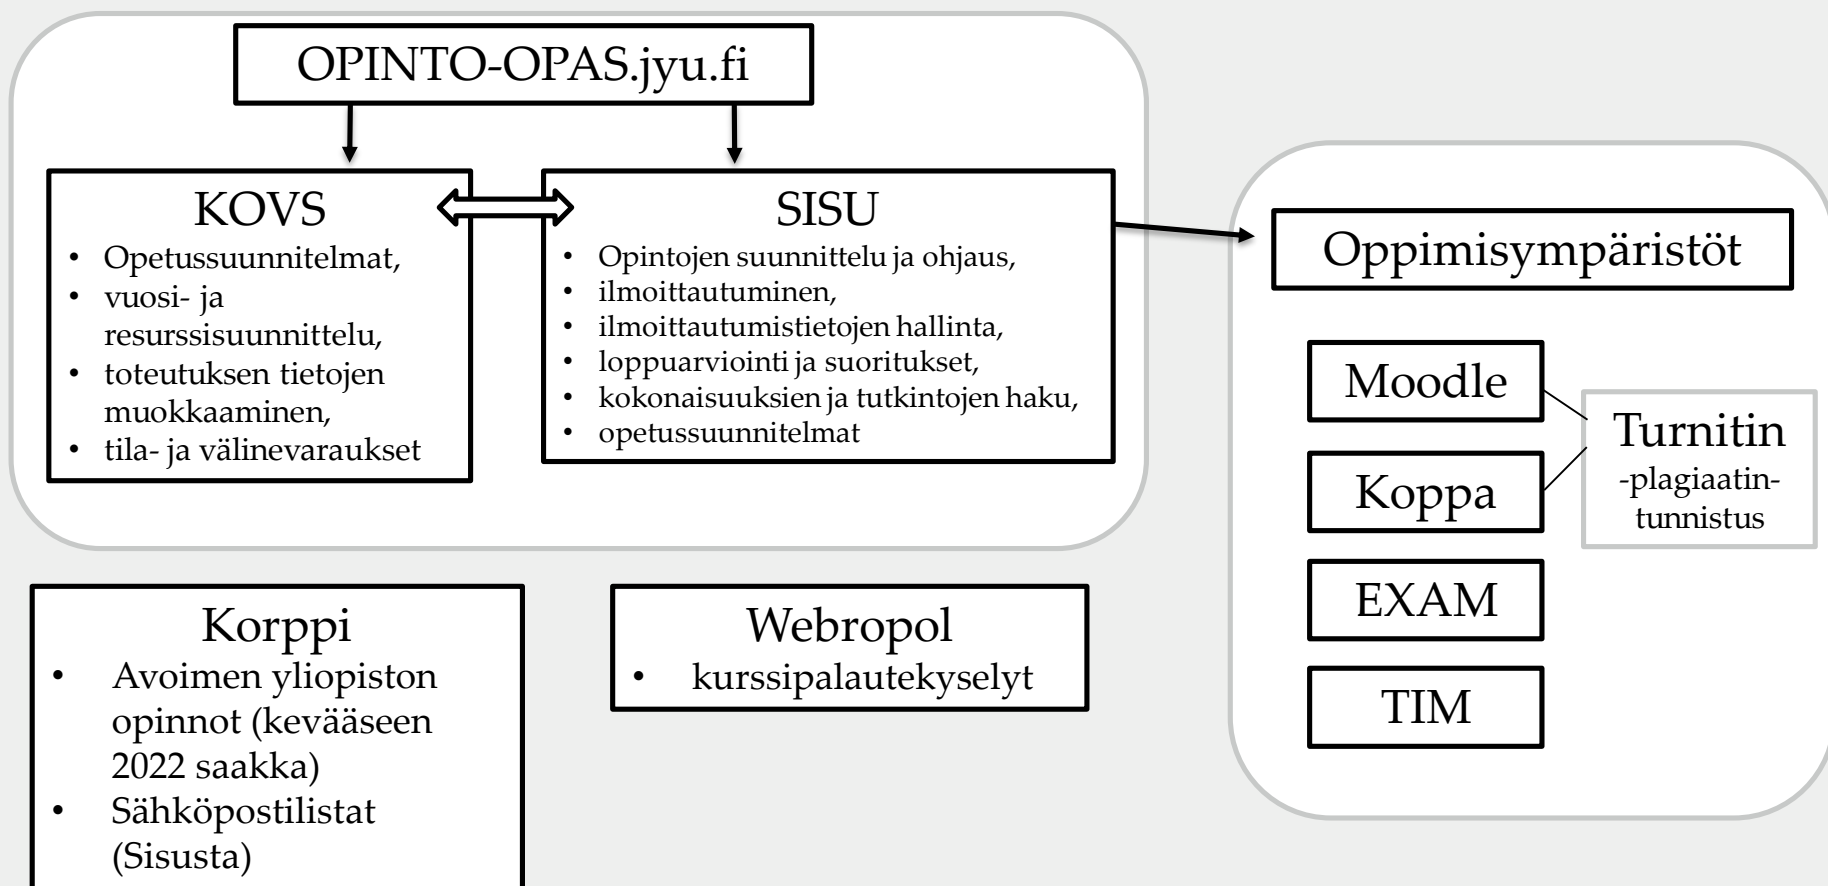 OPINTO-OPAS.jyu.fi
KOVS
• Opetussuunnitelmat,
• vuosi- ja
resurssisuunnittelu,
• toteutuksen tietojen
muokkaaminen,
• tila- ja välinevaraukset
SISU
• Opintojen suunnittelu ja ohjaus,
• ilmoittautuminen,
• ilmoittautumistietojen hallinta,
• loppuarviointi ja suoritukset,
• kokonaisuuksien ja tutkintojen haku,
• opetussuunnitelmat
Oppimisympäristöt
Moodle
Koppa
EXAM
TIM
Turnitin
-plagiaatin-
tunnistus
Korppi
• Avoimen yliopiston
opinnot (kevääseen
2022 saakka)
• Sähköpostilistat
(Sisusta)
Webropol
• kurssipalautekyselyt